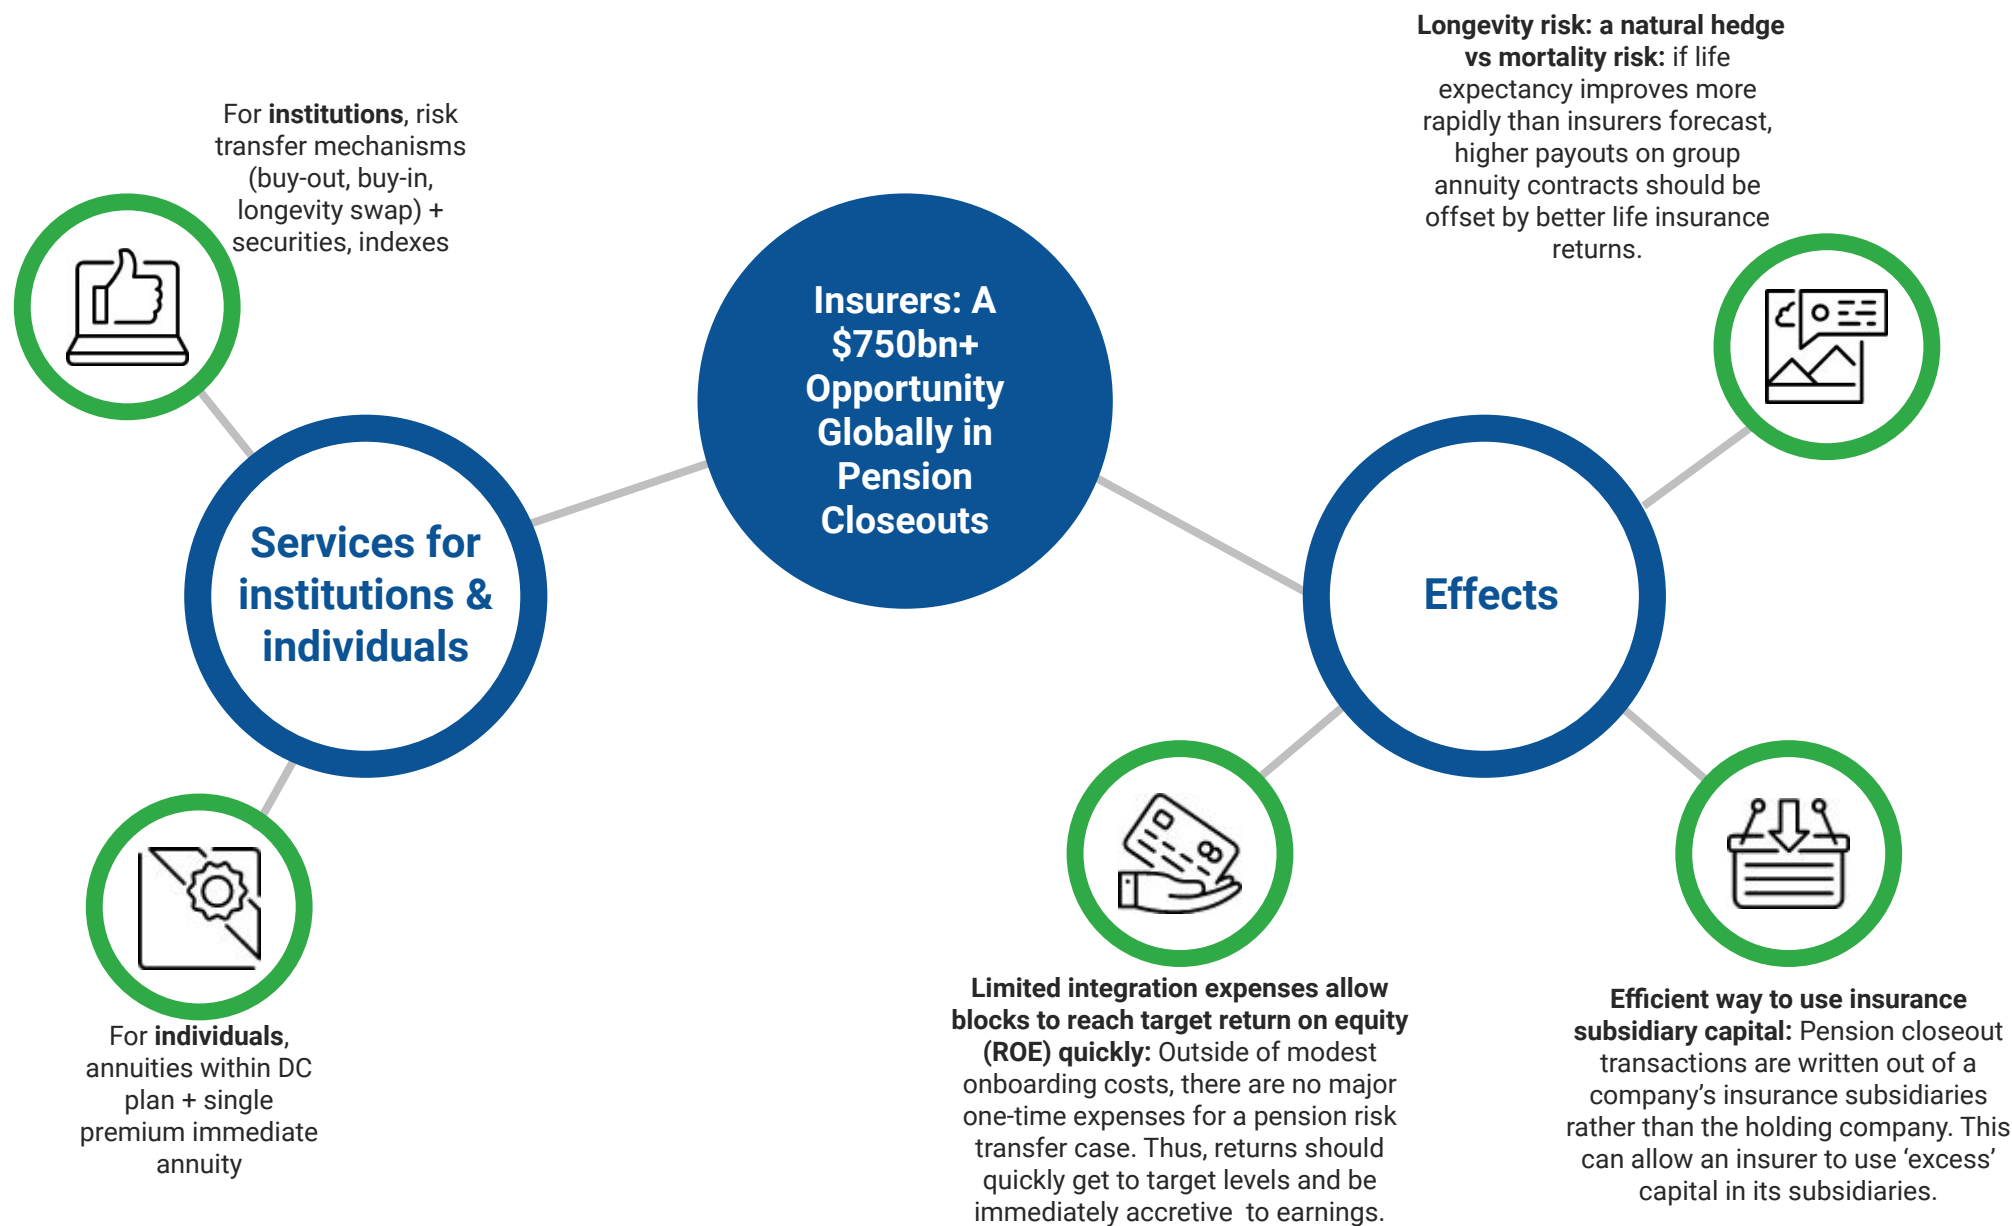 For institutions, risk
transfer mechanisms
(buy-out, buy-in,
longevity swap) +
securities, indexes
Longevity risk: a natural hedge
vs mortality risk: if life
expectancy improves more
rapidly than insurers forecast,
higher payouts on group
annuity contracts should be
offset by better life insurance
returns.
Insurers: A
$750bn+
Opportunity
Globally in
Pension
Closeouts
Services for
institutions &
individuals
Effects
For individuals,
annuities within DC
plan + single
premium immediate
annuity
Limited integration expenses allow
blocks to reach target return on equity
(ROE) quickly: Outside of modest
onboarding costs, there are no major
one-time expenses for a pension risk
transfer case. Thus, returns should
quickly get to target levels and be
immediately accretive to earnings.
Efficient way to use insurance
subsidiary capital: Pension closeout
transactions are written out of a
company’s insurance subsidiaries
rather than the holding company. This
can allow an insurer to use ‘excess’
capital in its subsidiaries.